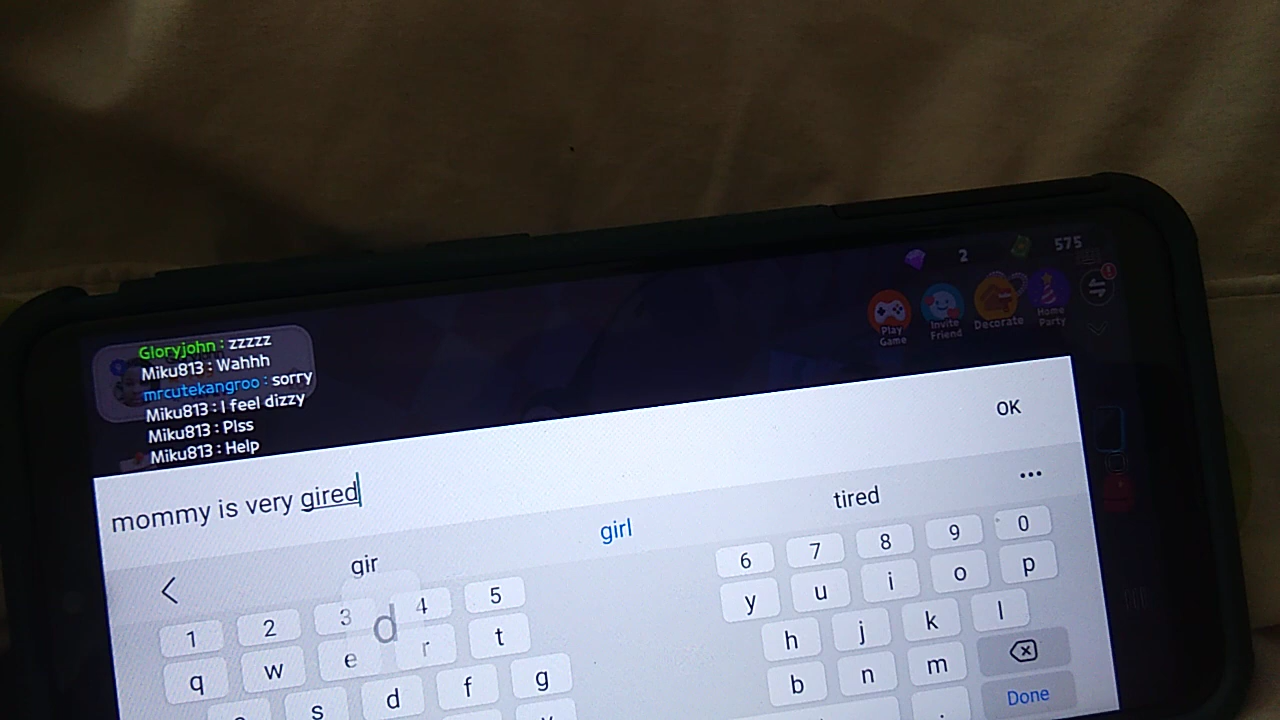 2
575
Play
Game
Invite
Friend
Decorate
Home
Party
Gloryjohn : zzzzz
Miku813 : Wahhh
mrcutekangroo : sorry
Miku813 : I feel dizzy
Miku813 : Plss
Miku813 : Help
OK
mommy is very gired
gir
girl
tired
1 2 3 4 5 6 7 8 9 0
q w e r t y u i o p
d
s d f g h j k l
b n m
.
Done